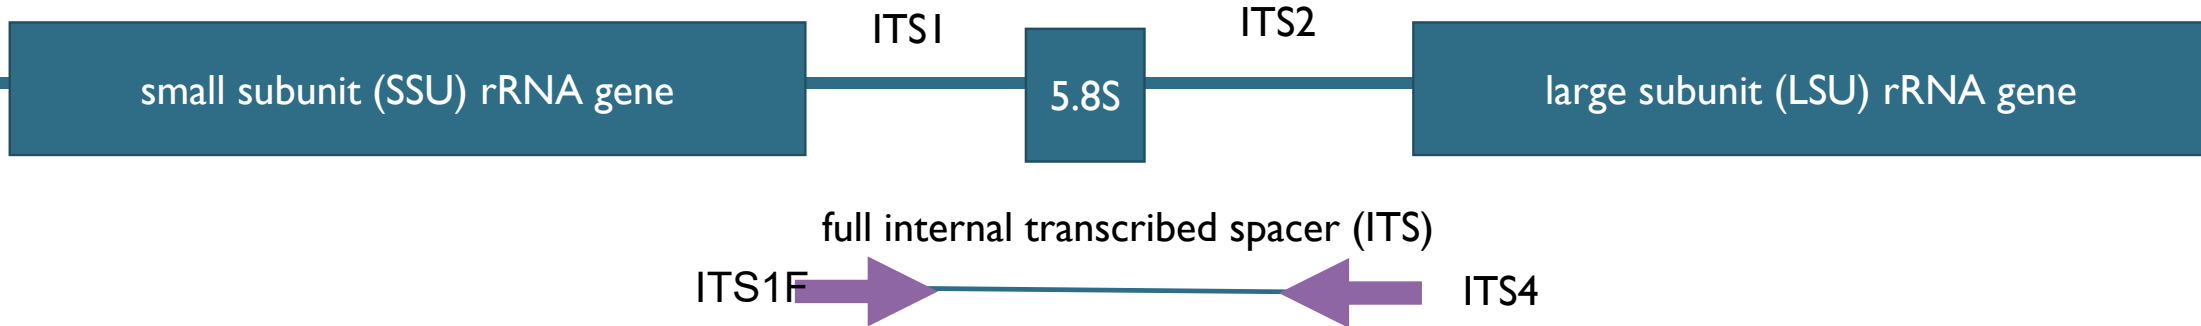 ITS1
ITS2
small subunit (SSU) rRNA gene
5.8S
large subunit (LSU) rRNA gene
full internal transcribed spacer (ITS)
ITS1F
ITS4